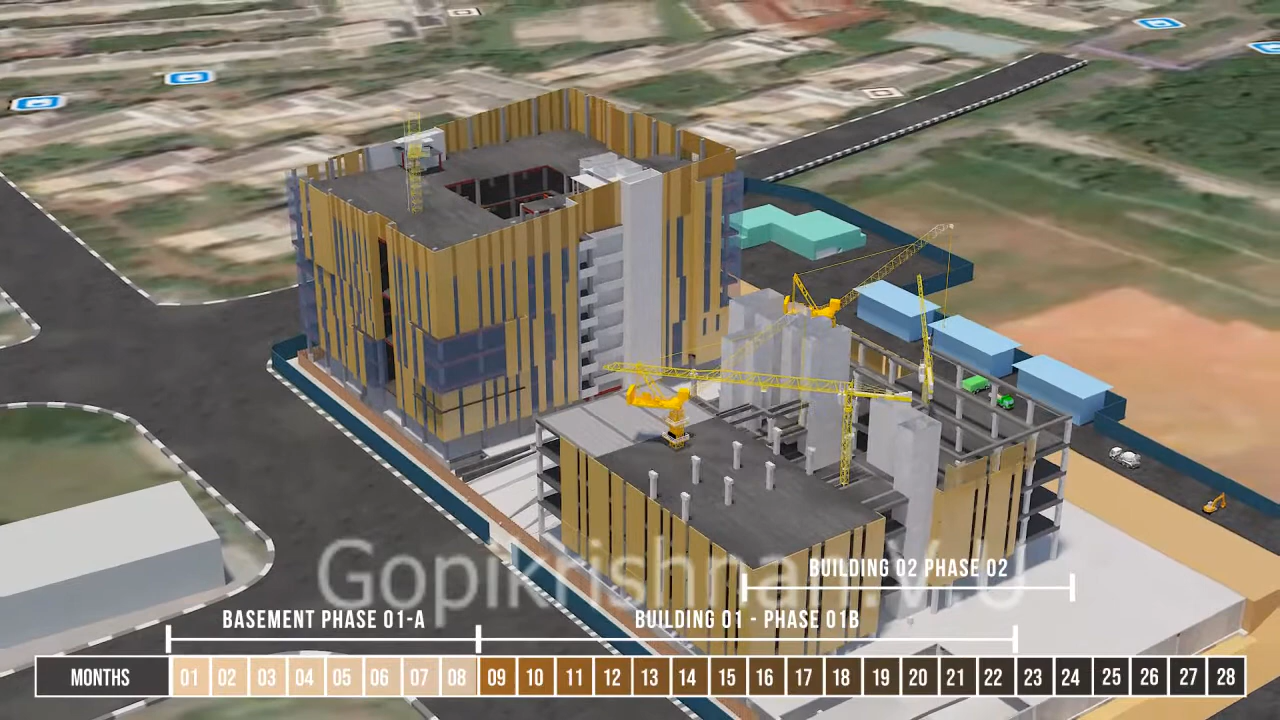 Gopikrishnan.V U
BUILDING 02 PHASE 02
BASEMENT PHASE 01-A
BUILDING 01 - PHASE 01B
MONTHS 01 02 03 04 05 06 07 08 09 10 11 12 13 14 15 16 17 18 19 20 21 22 23 24 25 26 27 28